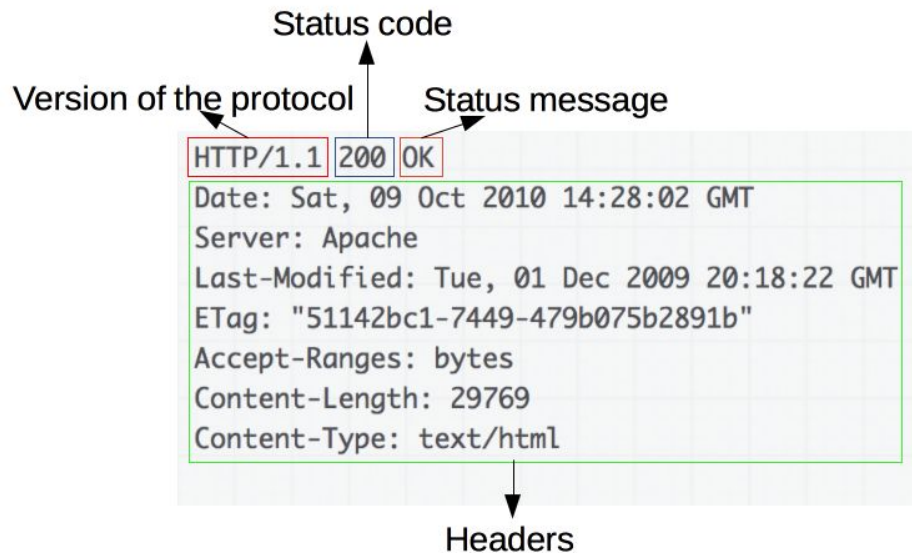 Status code
Version of the protocol
Status message
HTTP/1.1 200 OK
Date: Sat, 09 Oct 2010 14:28:02 GMT
Server: Apache
Last-Modified: Tue, 01 Dec 2009 20:18:22 GMT
ETag: "51142bc1-7449-479b075b2891b"
Accept-Ranges: bytes
Content-Length: 29769
Content-Type: text/html
Headers